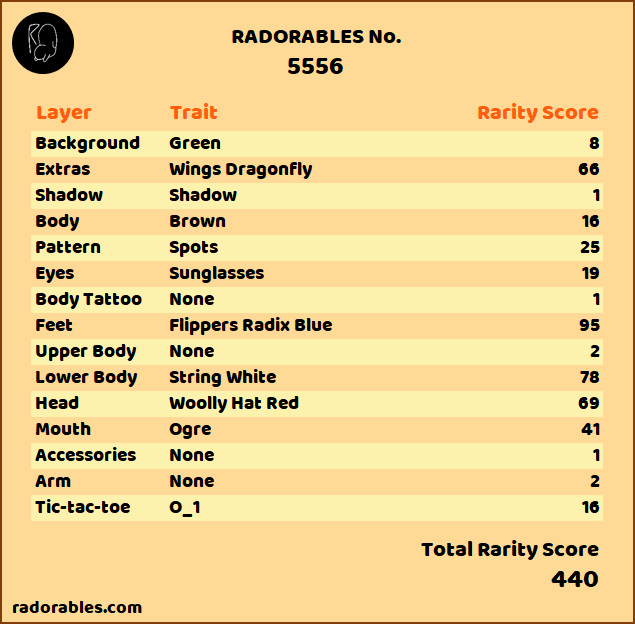 RADORABLES No.
5556
Layer Trait Rarity Score
Background Green 8
Extras Wings Dragonfly 66
Shadow Shadow 1
Body Brown 16
Pattern Spots 25
Eyes Sunglasses 19
Body Tattoo None 1
Feet Flippers Radix Blue 95
Upper Body None 2
Lower Body String White 78
Head Woolly Hat Red 69
Mouth Ogre 41
Accessories None 1
Arm None 2
Tic-tac-toe O_1 16
Total Rarity Score
440
radorables.com